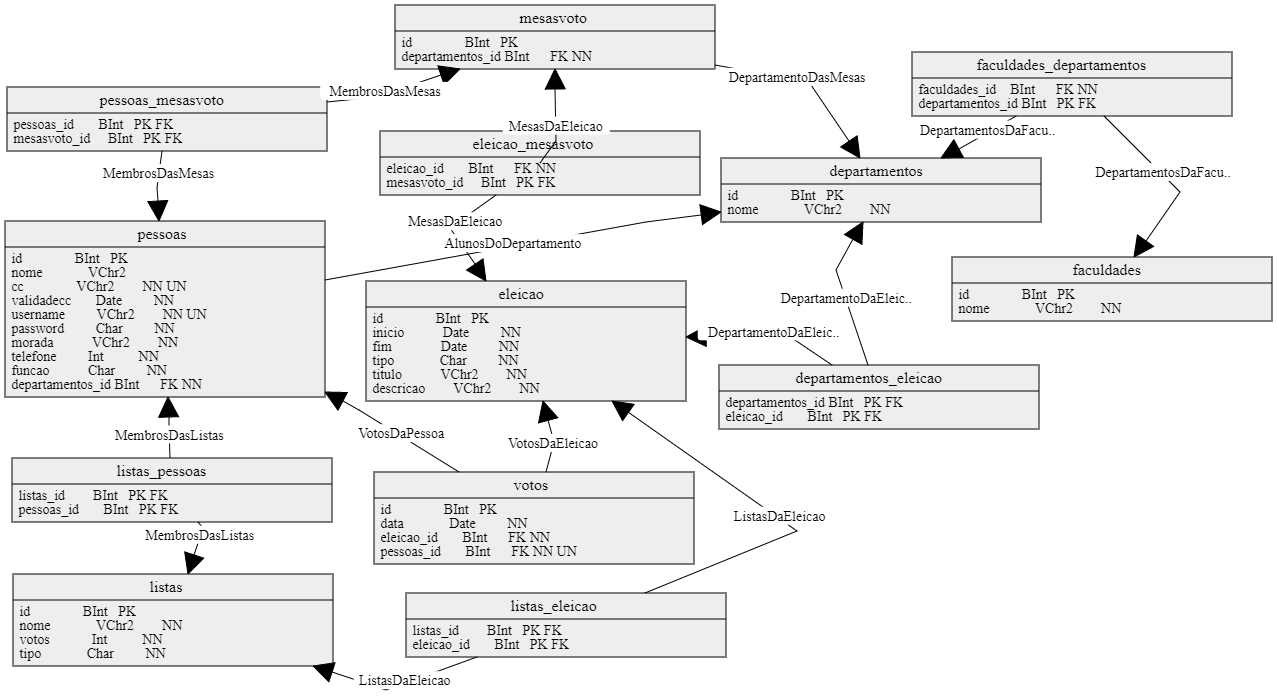 mesasvoto
id BInt PK
departamentos_id BInt FK NN
faculdades_departamentos
faculdades_id BInt FK NN
departamentos_id BInt PK FK
DepartamentoDasMesas
MembrosDasMesas
pessoas_mesasvoto
pessoas_id BInt PK FK
mesasvoto_id BInt PK FK
MesasDaEleicao
eleicao_mesasvoto
eleicao_id BInt FK NN
mesasvoto_id BInt PK FK
DepartamentosDaFacu..
departamentos
id BInt PK
nome VChr2 NN
DepartamentosDaFacu..
MembrosDasMesas
MesasDaEleicao
AlunosDoDepartamento
pessoas
id BInt PK
nome VChr2
cc VChr2 NN UN
validadecc Date NN
username VChr2 NN UN
password Char NN
morada VChr2 NN
telefone Int NN
funcao Char NN
departamentos_id BInt FK NN
eleicao
id BInt PK
inicio Date NN
fim Date NN
tipo Char NN
titulo VChr2 NN
descricao VChr2 NN
faculdades
id BInt PK
nome VChr2 NN
DepartamentoDaEleic..
DepartamentoDaEleic..
departamentos_eleicao
departamentos_id BInt PK FK
eleicao_id BInt PK FK
MembrosDasListas
VotosDaPessoa
VotosDaEleicao
listas_pessoas
listas_id BInt PK FK
pessoas_id BInt PK FK
votos
id BInt PK
data Date NN
eleicao_id BInt FK NN
pessoas_id BInt FK NN UN
ListasDaEleicao
MembrosDasListas
listas
id BInt PK
nome VChr2 NN
votos Int NN
tipo Char NN
listas_eleicao
listas_id BInt PK FK
eleicao_id BInt PK FK
ListasDaEleicao